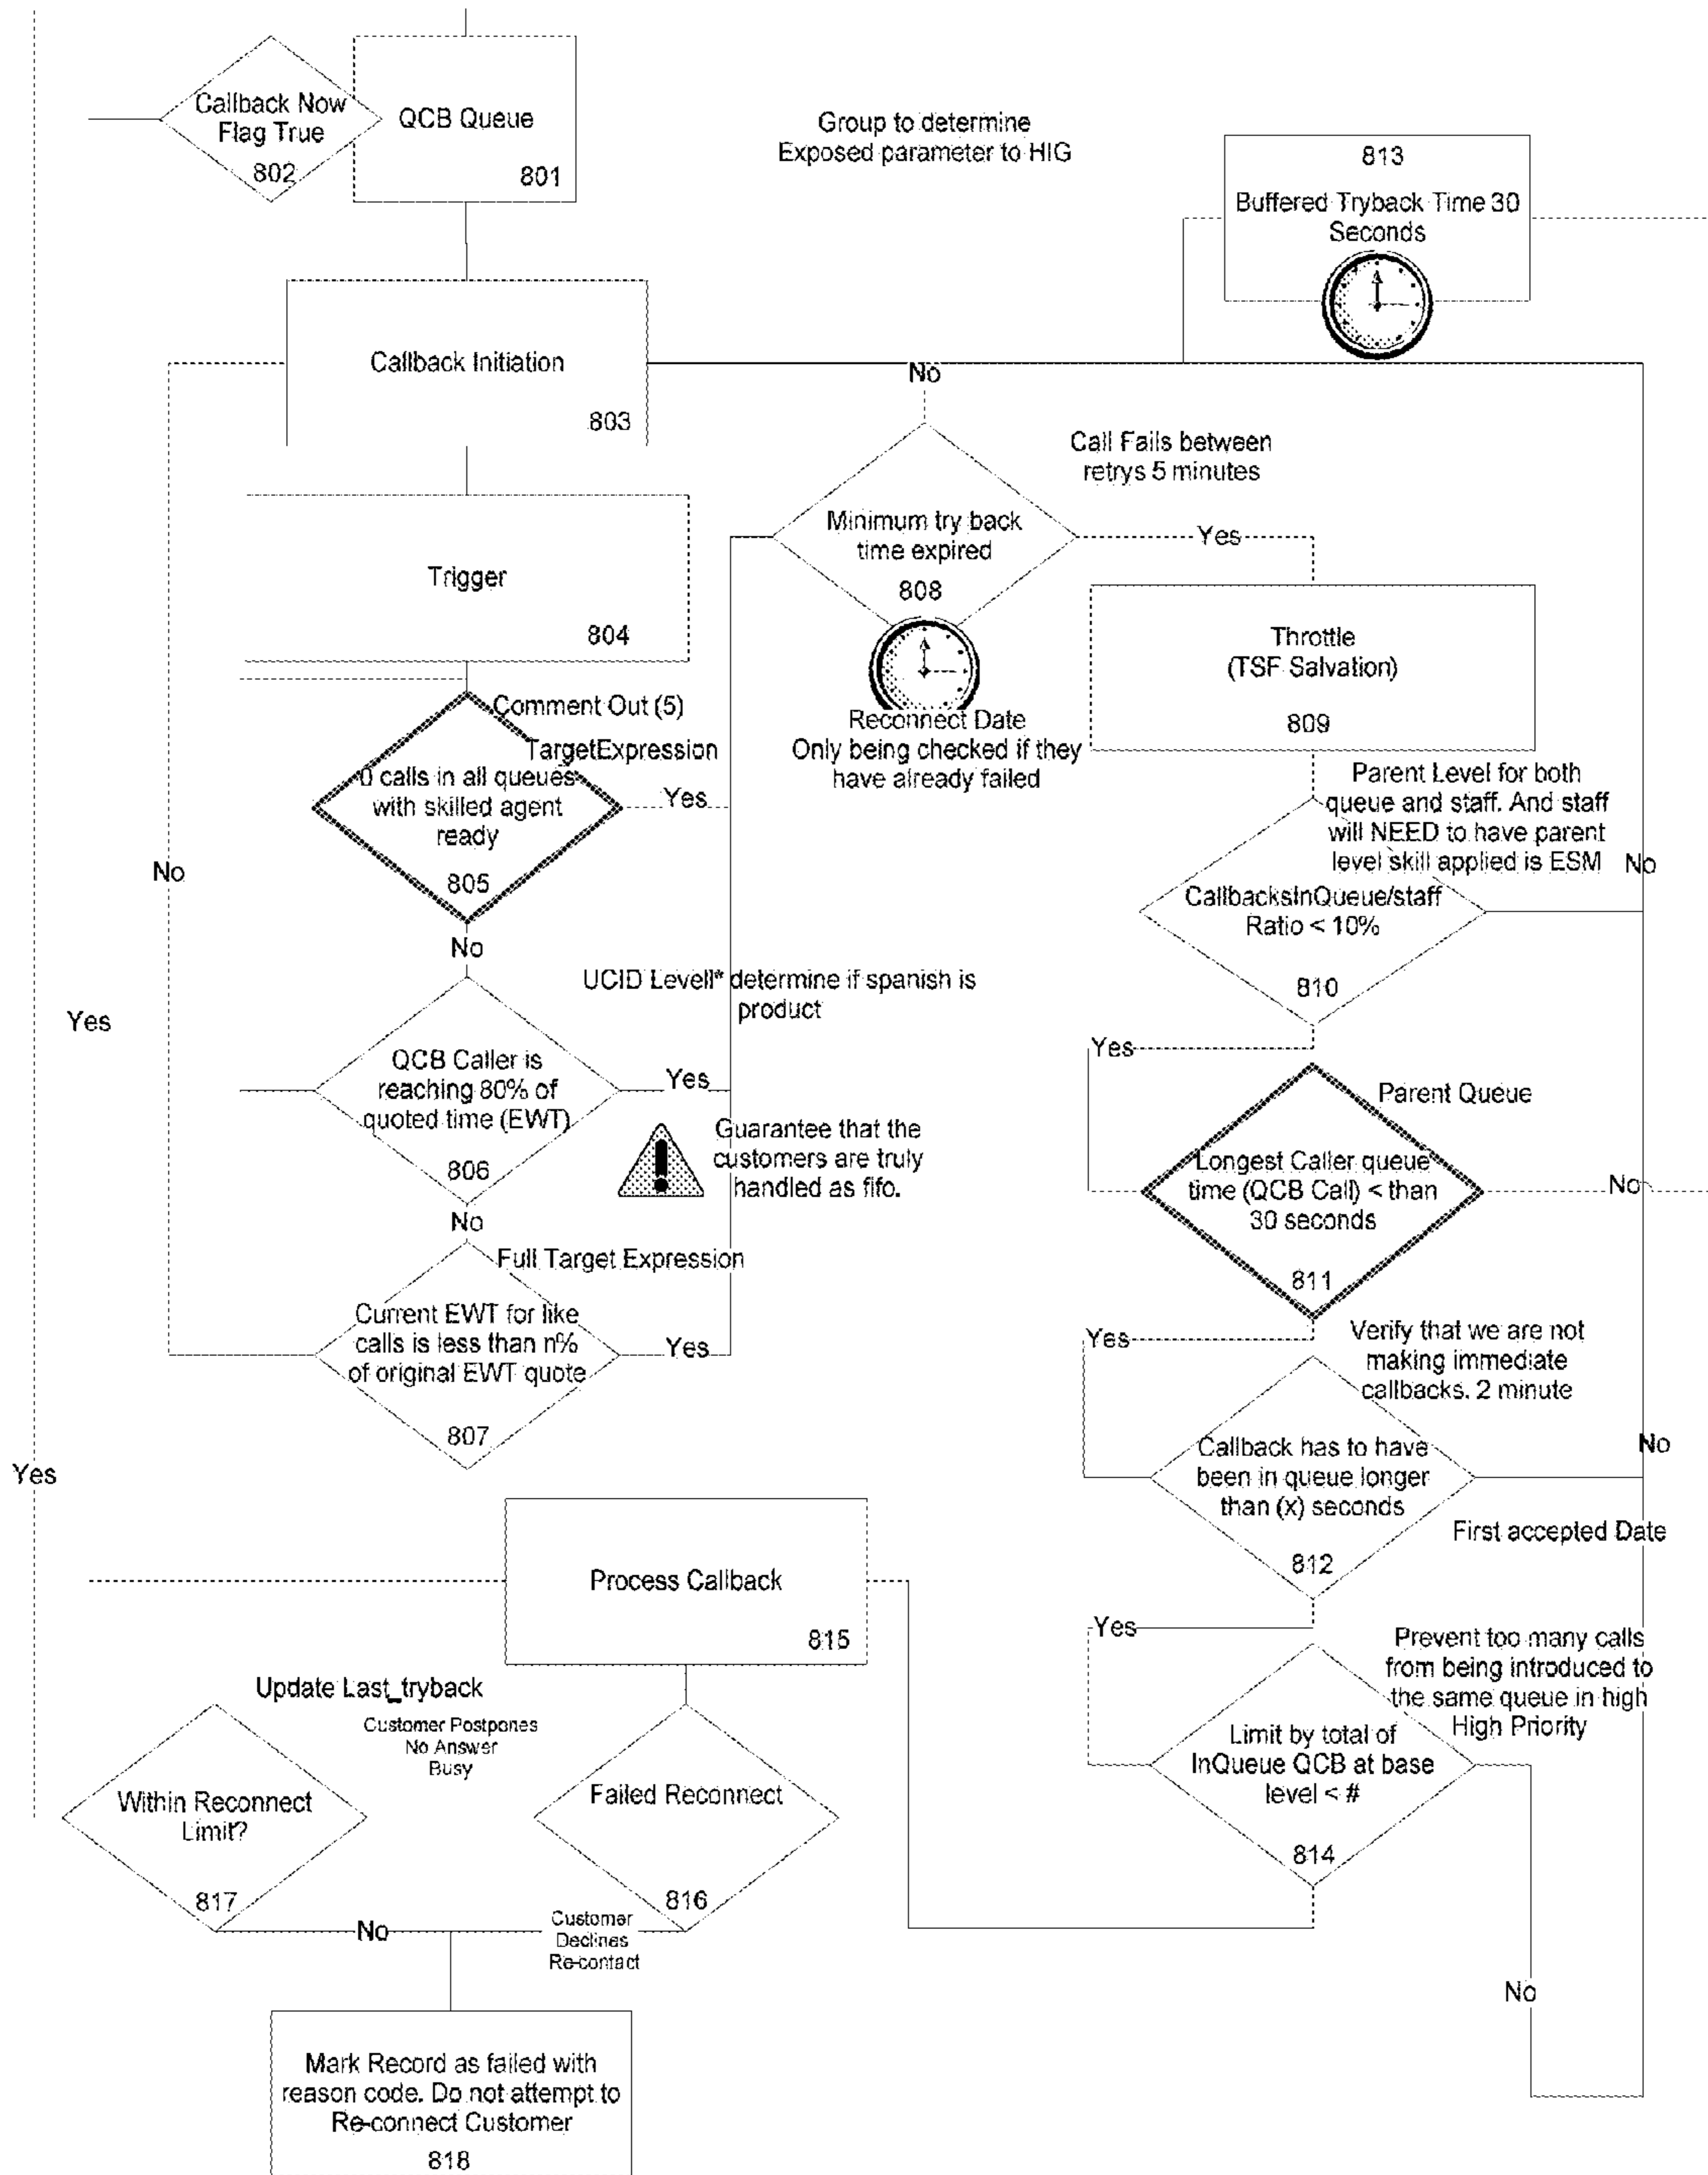 Callback Now
Flag True
802
QCB Queue
801
Group to determine
Exposed parameter to HIG
813
Buffered Tryback Time 30
Seconds
Callback Initiation
803
No
Call Fails between
retrys 5 minutes
Minimum try back
time expired
808
Yes
Trigger
804
Throttle
(TSF Salvation)
809
Reconnect Date
Only being checked if they
have already failed
Comment Out (5)
TargetExpression
0 calls in all queues
with skilled agent
ready
805
Yes
No
No
Parent Level for both
queue and staff. And staff
will NEED to have parent
level skill applied is ESM
No
CallbacksInQueue/staff
Ratio < 10%
810
Yes
UCID Levell* determine if spanish is
product
Yes
QCB Caller is
reaching 80% of
quoted time (EWT)
806
Yes
No
Guarantee that the
customers are truly
handled as fifo.
Parent Queue
Longest Caller queue
time (QCB Call) < than
30 seconds
811
No
Yes
Full Target Expression
Current EWT for like
calls is less than n%
of original EWT quote
807
Yes
Verify that we are not
making immediate
callbacks. 2 minute
Callback has to have
been in queue longer
than (x) seconds
812
No
First accepted Date
Yes
Yes
Process Callback
815
Prevent too many calls
from being introduced to
the same queue in high
High Priority
Limit by total of
InQueue QCB at base
level < #
814
No
Update Last_tryback
Customer Postpones
No Answer
Busy
Within Reconnect
Limit?
817
Failed Reconnect
816
No
Customer
Declines
Re-contact
Mark Record as failed with
reason code. Do not attempt to
Re-connect Customer
818